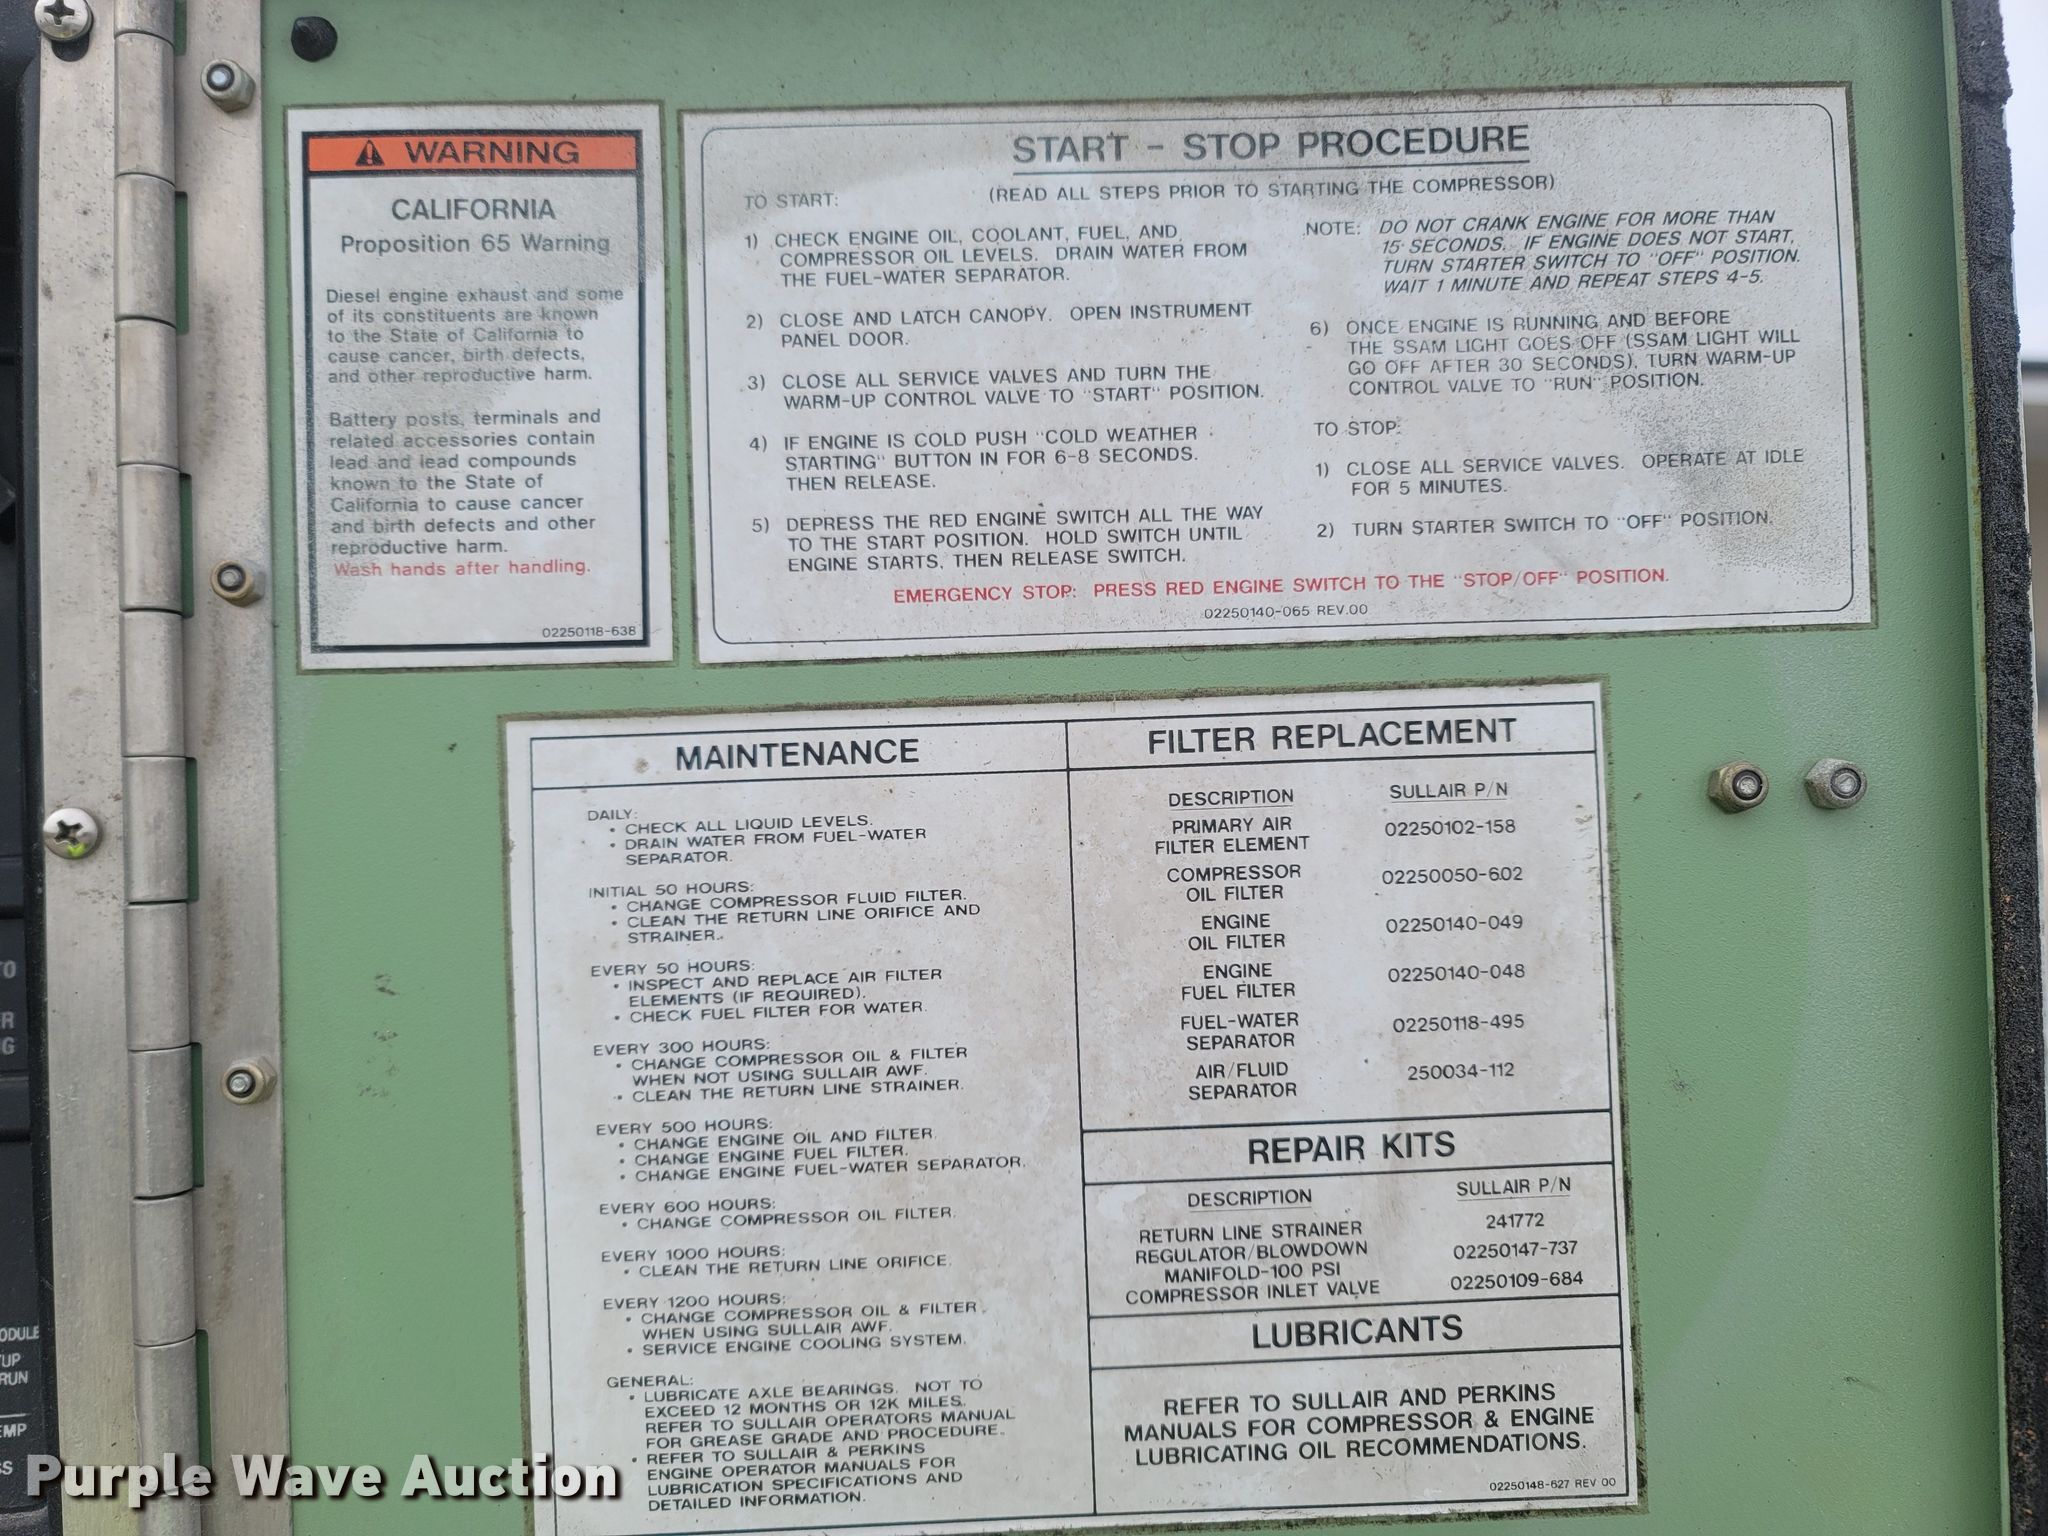 WARNING
CALIFORNIA
Proposition 65 Warning
Diesel engine exhaust and some
of its constituents are known
to the State of California to
cause cancer, birth defects,
and other reproductive harm.
Battery posts, terminals and
related accessories contain
lead and lead compounds
known to the State of
California to cause cancer
and birth defects and other
reproductive harm.
Wash hands after handling.
02250118-638
START - STOP PROCEDURE
(READ ALL STEPS PRIOR TO STARTING THE COMPRESSOR)
TO START:
1) CHECK ENGINE OIL, COOLANT, FUEL, AND
COMPRESSOR OIL LEVELS. DRAIN WATER FROM
THE FUEL-WATER SEPARATOR.
2) CLOSE AND LATCH CANOPY. OPEN INSTRUMENT
PANEL DOOR.
3) CLOSE ALL SERVICE VALVES AND TURN THE
WARM-UP CONTROL VALVE TO "START" POSITION.
4) IF ENGINE IS COLD PUSH "COLD WEATHER
STARTING" BUTTON IN FOR 6-8 SECONDS.
THEN RELEASE.
5) DEPRESS THE RED ENGINE SWITCH ALL THE WAY
TO THE START POSITION. HOLD SWITCH UNTIL
ENGINE STARTS, THEN RELEASE SWITCH.
NOTE: DO NOT CRANK ENGINE FOR MORE THAN
15 SECONDS. IF ENGINE DOES NOT START,
TURN STARTER SWITCH TO "OFF" POSITION.
WAIT 1 MINUTE AND REPEAT STEPS 4-5.
6) ONCE ENGINE IS RUNNING AND BEFORE
THE SSAM LIGHT GOES OFF (SSAM LIGHT WILL
GO OFF AFTER 30 SECONDS), TURN WARM-UP
CONTROL VALVE TO "RUN" POSITION.
TO STOP:
1) CLOSE ALL SERVICE VALVES. OPERATE AT IDLE
FOR 5 MINUTES.
2) TURN STARTER SWITCH TO "OFF" POSITION.
EMERGENCY STOP: PRESS RED ENGINE SWITCH TO THE "STOP/OFF" POSITION.
02250140-065 REV.00
MAINTENANCE
DAILY:
• CHECK ALL LIQUID LEVELS.
• DRAIN WATER FROM FUEL-WATER
SEPARATOR.
INITIAL 50 HOURS:
• CHANGE COMPRESSOR FLUID FILTER.
• CLEAN THE RETURN LINE ORIFICE AND
STRAINER.
EVERY 50 HOURS:
• INSPECT AND REPLACE AIR FILTER
ELEMENTS (IF REQUIRED).
• CHECK FUEL FILTER FOR WATER.
EVERY 300 HOURS:
• CHANGE COMPRESSOR OIL & FILTER
WHEN NOT USING SULLAIR AWF.
• CLEAN THE RETURN LINE STRAINER.
EVERY 500 HOURS:
• CHANGE ENGINE OIL AND FILTER.
• CHANGE ENGINE FUEL FILTER.
• CHANGE ENGINE FUEL-WATER SEPARATOR.
EVERY 600 HOURS:
• CHANGE COMPRESSOR OIL FILTER.
EVERY 1000 HOURS:
• CLEAN THE RETURN LINE ORIFICE.
EVERY 1200 HOURS:
• CHANGE COMPRESSOR OIL & FILTER
WHEN USING SULLAIR AWF.
• SERVICE ENGINE COOLING SYSTEM.
GENERAL:
• LUBRICATE AXLE BEARINGS. NOT TO
EXCEED 12 MONTHS OR 12K MILES.
REFER TO SULLAIR OPERATORS MANUAL
FOR GREASE GRADE AND PROCEDURE.
• REFER TO SULLAIR & PERKINS
ENGINE OPERATOR MANUALS FOR
LUBRICATION SPECIFICATIONS AND
DETAILED INFORMATION.
FILTER REPLACEMENT
DESCRIPTION SULLAIR P/N
PRIMARY AIR 02250102-158
FILTER ELEMENT
COMPRESSOR 02250050-602
OIL FILTER
ENGINE 02250140-049
OIL FILTER
ENGINE 02250140-048
FUEL FILTER
FUEL-WATER 02250118-495
SEPARATOR
AIR/FLUID 250034-112
SEPARATOR
REPAIR KITS
DESCRIPTION SULLAIR P/N
RETURN LINE STRAINER 241772
REGULATOR/BLOWDOWN 02250147-737
MANIFOLD-100 PSI
COMPRESSOR INLET VALVE 02250109-684
LUBRICANTS
REFER TO SULLAIR AND PERKINS
MANUALS FOR COMPRESSOR & ENGINE
LUBRICATING OIL RECOMMENDATIONS.
02250148-627 REV 00
RUN
Purple Wave Auction